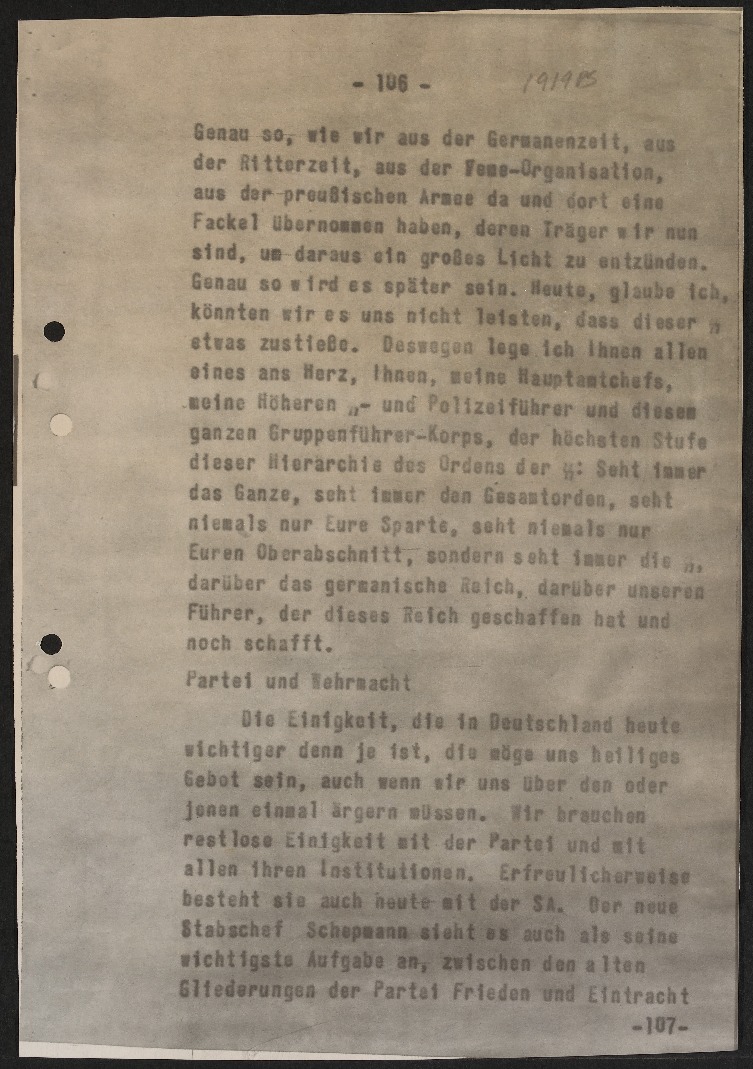 - 106 -
1919 PS
Genau so, wie wir aus der Germanenzeit, aus
der Ritterzeit, aus der Feme-Organisation,
aus der preußischen Armee da und dort eine
Fackel übernommen haben, deren Träger wir nun
sind, um daraus ein großes Licht zu entzünden.
Genau so wird es später sein. Heute, glaube ich,
könnten wir es uns nicht leisten, dass dieser ᛋᛋ
etwas zustieße. Deswegen lege ich Ihnen allen
eines ans Herz, Ihnen, meine Hauptamtchefs,
meine Höheren ᛋᛋ- und Polizeiführer und diesem
ganzen Gruppenführer-Korps, der höchsten Stufe
dieser Hierarchie des Ordens der ᛋᛋ: Seht immer
das Ganze, seht immer den Gesamtorden, seht
niemals nur Eure Sparte, seht niemals nur
Euren Oberabschnitt, sondern seht immer die ᛋᛋ,
darüber das germanische Reich, darüber unseren
Führer, der dieses Reich geschaffen hat und
noch schafft.
Partei und Wehrmacht
Die Einigkeit, die in Deutschland heute
wichtiger denn je ist, die möge uns heiliges
Gebot sein, auch wenn wir uns über den oder
jenen einmal ärgern müssen. Wir brauchen
restlose Einigkeit mit der Partei und mit
allen ihren Institutionen. Erfreulicherweise
besteht sie auch heute mit der SA. Der neue
Stabschef Schepmann sieht es auch als seine
wichtigste Aufgabe an, zwischen den alten
Gliederungen der Partei Frieden und Eintracht
-107-